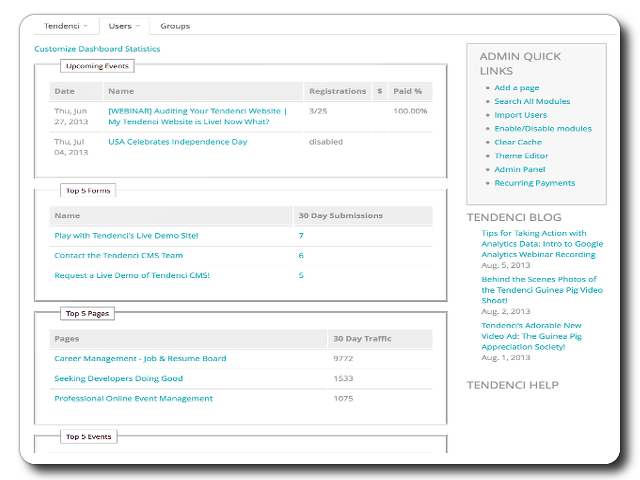 Tendenci Users Groups
Customize Dashboard Statistics
Upcoming Events
Date Name Registrations $ Paid %
Thu, Jun 27, 2013 [WEBINAR] Auditing Your Tendenci Website | My Tendenci Website is Live! Now What? 3/25 100.00%
Thu, Jul 04, 2013 USA Celebrates Independence Day disabled
Top 5 Forms
Name 30 Day Submissions
Play with Tendenci's Live Demo Site! 7
Contact the Tendenci CMS Team 6
Request a Live Demo of Tendenci CMS! 5
Top 5 Pages
Pages 30 Day Traffic
Career Management - Job & Resume Board 9772
Seeking Developers Doing Good 1533
Professional Online Event Management 1075
Top 5 Events
ADMIN QUICK
LINKS
Add a page
Search All Modules
Import Users
Enable/Disable modules
Clear Cache
Theme Editor
Admin Panel
Recurring Payments
TENDENCI BLOG
Tips for Taking Action with
Analytics Data: Intro to Google
Analytics Webinar Recording
Aug. 5, 2013
Behind the Scenes Photos of
the Tendenci Guinea Pig Video
Shoot!
Aug. 2, 2013
Tendenci's Adorable New
Video Ad: The Guinea Pig
Appreciation Society!
Aug. 1, 2013
TENDENCI HELP